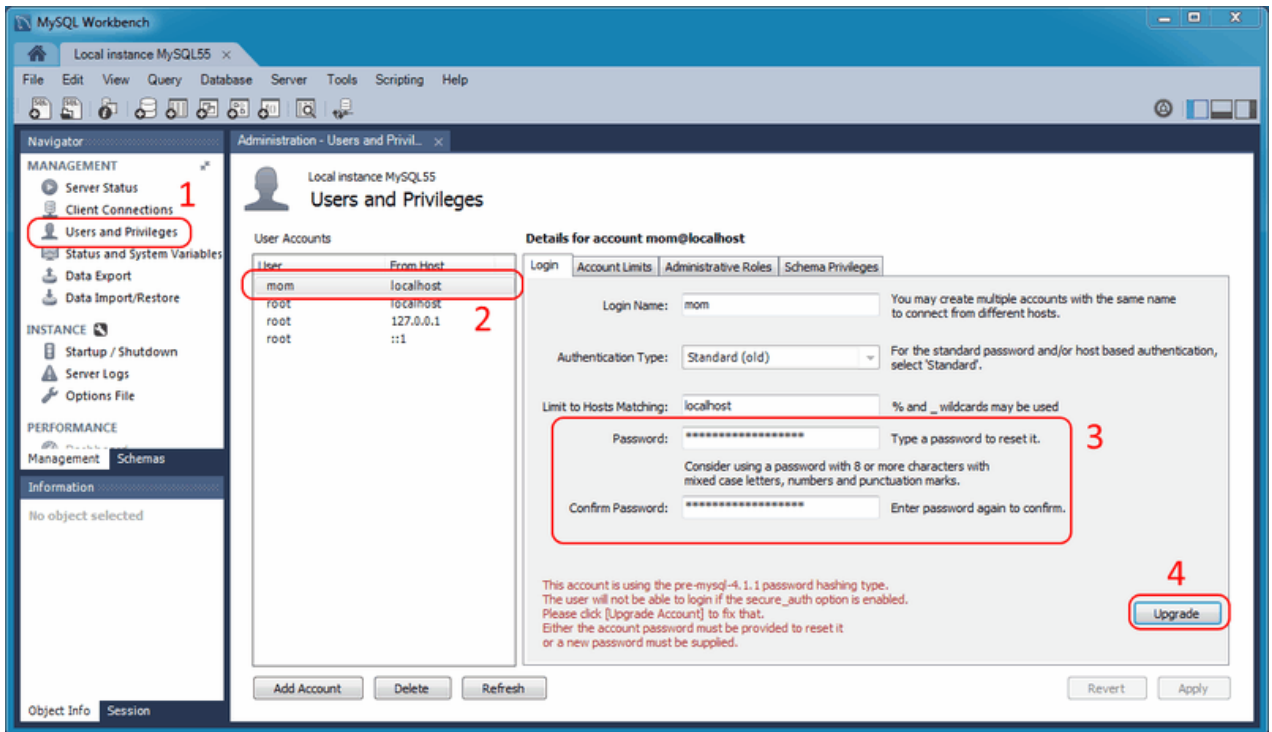 MySQL Workbench
Local instance MySQL55
File Edit View Query Database Server Tools Scripting Help
Navigator
MANAGEMENT
Server Status
1
Client Connections
Users and Privileges
Status and System Variables
Data Export
Data Import/Restore
INSTANCE
Startup / Shutdown
Server Logs
Options File
PERFORMANCE
Dashboard
Management Schemas
Information
No object selected
Object Info Session
Administration - Users and Privil...
Local instance MySQL55
Users and Privileges
User Accounts
User From Host
mom localhost
root localhost
root 127.0.0.1
root ::1
2
Add Account Delete Refresh
Details for account mom@localhost
Login Account Limits Administrative Roles Schema Privileges
Login Name: mom You may create multiple accounts with the same name
to connect from different hosts.
Authentication Type: Standard (old) For the standard password and/or host based authentication,
select 'Standard'.
Limit to Hosts Matching: localhost % and _ wildcards may be used
Password: ****************** Type a password to reset it.
3
Consider using a password with 8 or more characters with
mixed case letters, numbers and punctuation marks.
Confirm Password: ****************** Enter password again to confirm.
This account is using the pre-mysql-4.1.1 password hashing type.
The user will not be able to login if the secure_auth option is enabled.
Please click [Upgrade Account] to fix that.
Either the account password must be provided to reset it
or a new password must be supplied.
4
Upgrade
Revert Apply